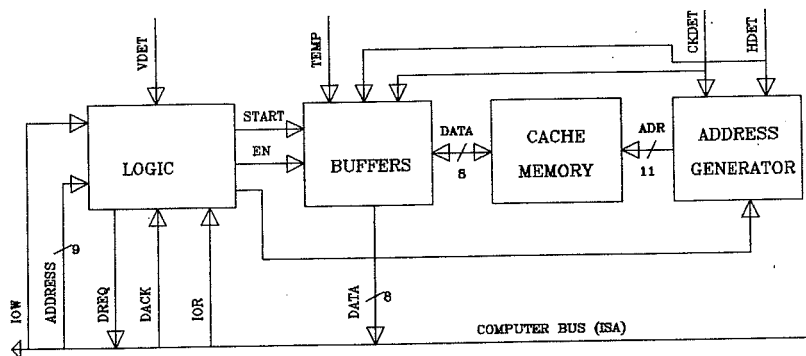 VDET
TEMP
CKDET
HDET
START
EN
LOGIC
BUFFERS
DATA
8
CACHE
MEMORY
ADR
11
ADDRESS
GENERATOR
IOW
ADDRESS
9
DREQ
DACK
IOR
DATA
8
COMPUTER BUS (ISA)